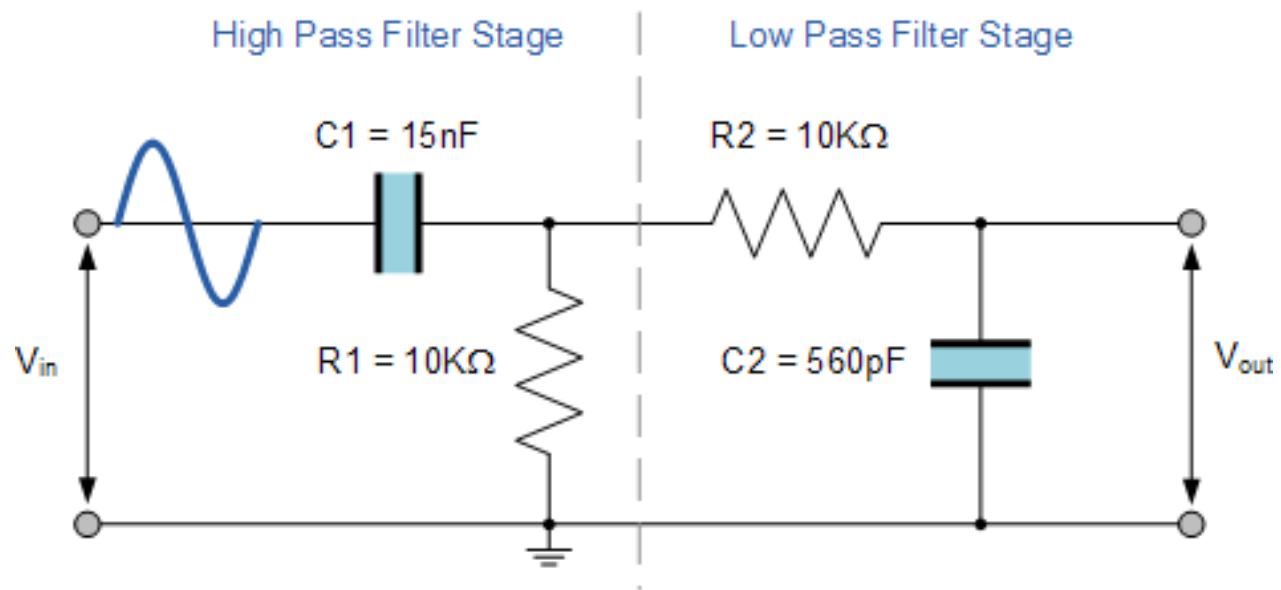 High Pass Filter Stage
Low Pass Filter Stage
C1 = 15nF
R2 = 10KΩ
Vin
R1 = 10KΩ
C2 = 560pF
Vout